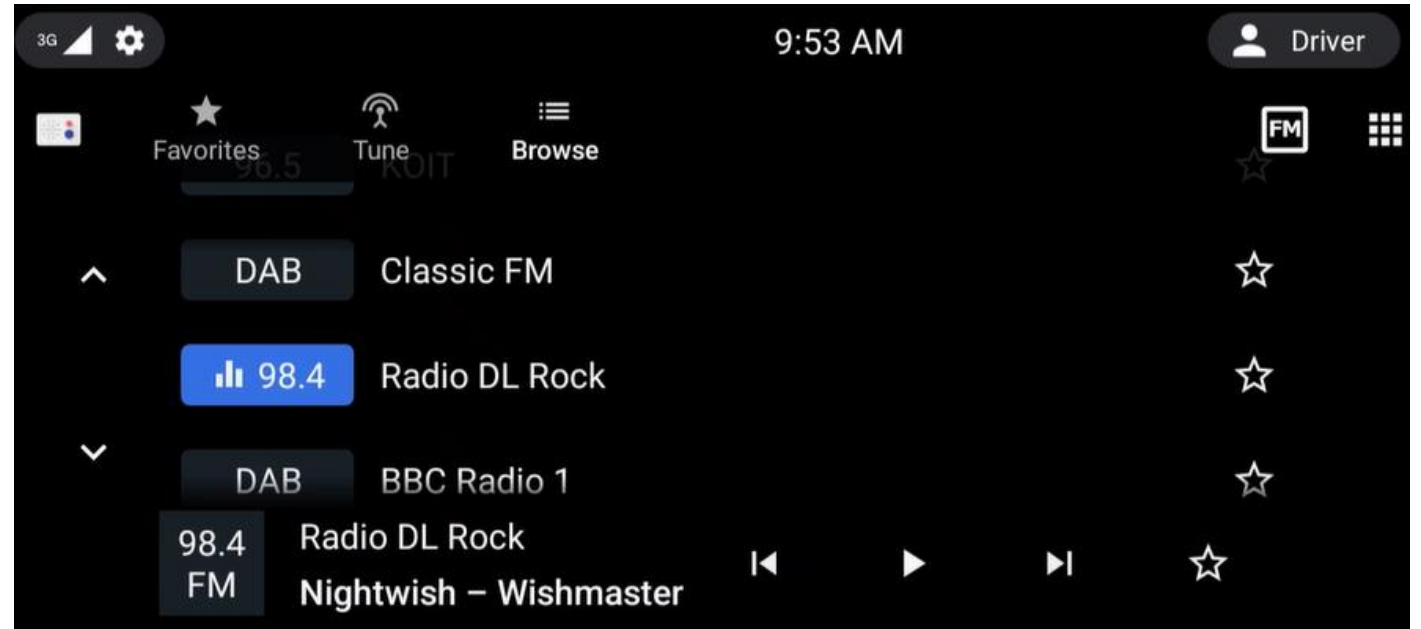 3G
9:53 AM
Driver
Favorites
Tune
Browse
FM
96.5 KOIT
DAB Classic FM
98.4 Radio DL Rock
DAB BBC Radio 1
98.4
FM
Radio DL Rock
Nightwish – Wishmaster